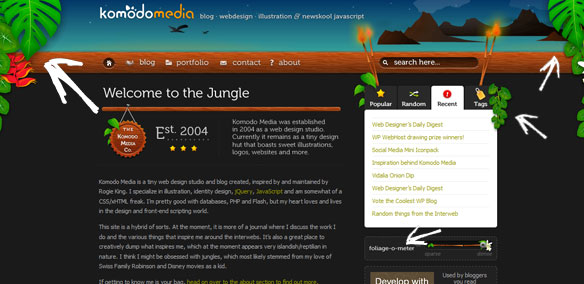 komodomedia
blog · webdesign · illustration & newskool javascript
blog
portfolio
contact
? about
search here...
Welcome to the Jungle
Popular
Random
Recent
Tags
THE
KOMODO
MEDIA
CO.
Est. 2004
Komodo Media was established
in 2004 as a web design studio.
Currently it remains as a tiny design
hut that boasts sweet illustrations,
logos, websites and more.
Web Designer's Daily Digest
WP WebHost drawing prize winners!
Social Media Mini Iconpack
Inspiration behind Komodo Media
Vidalia Onion Dip
Web Designer's Daily Digest
Vote the Coolest WP Blog
Random things from the Interwebs
Komodo Media is a tiny web design studio and blog created, inspired by and maintained by
Rogie King. I specialize in illustration, identity design, jQuery, JavaScript and am somewhat of a
CSS/xHTML freak. I'm pretty good with databases, PHP and Flash, but my heart loves and lives
in the design and front-end scripting world.
This site is a hybrid of sorts. At the moment, it is more of a journal where I discuss the work I
do and the various things that inspire me around the interwebs. It's also a great place to
creatively dump what inspires me, which at the moment appears very islandish/reptilian in
nature. I think I might be obsessed with jungles, which most likely stemmed from my love of
Swiss Family Robinson and Disney movies as a kid.
If getting to know me is your bag, head on over to the about section to find out more.
foliage-o-meter
sparse
dense
Develop with
Used by bloggers
you read